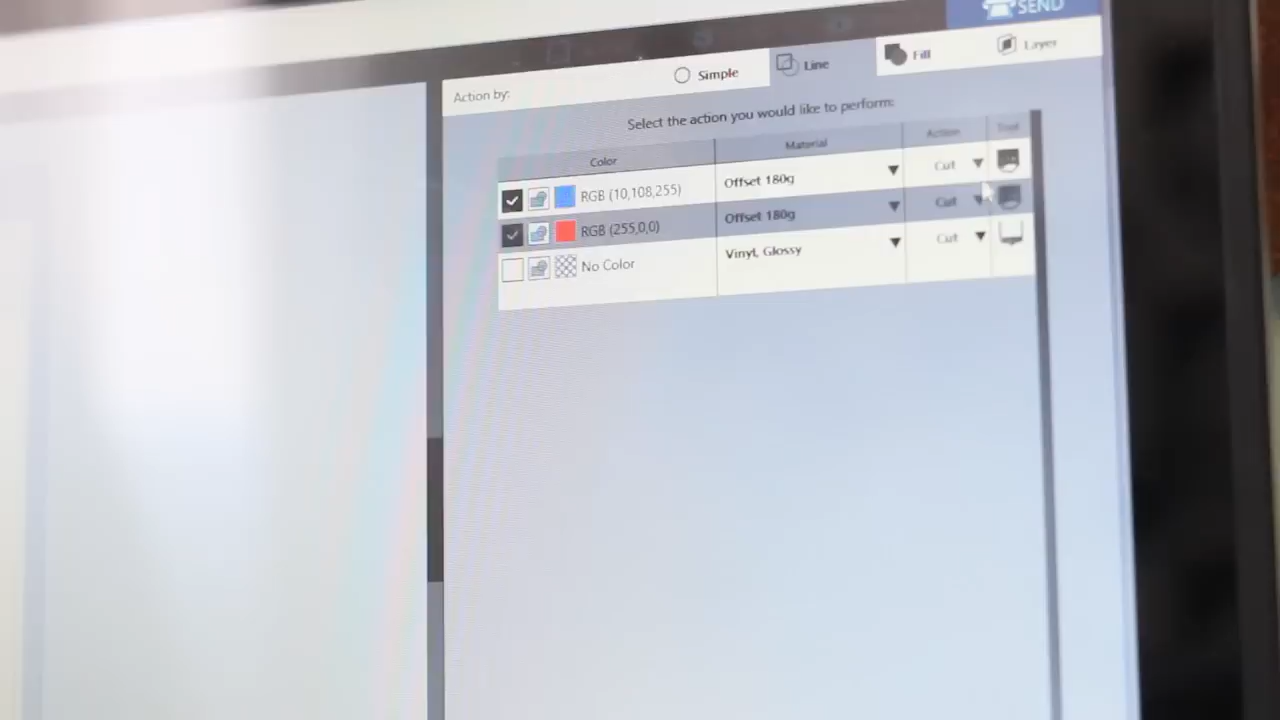 SEND
Action by:
Simple
Line
Fill
Layer
Select the action you would like to perform:
Color
Material
Action
Tool
RGB (10,108,255)
Offset 180g
Cut
RGB (255,0,0)
Offset 180g
Cut
No Color
Vinyl, Glossy
Cut